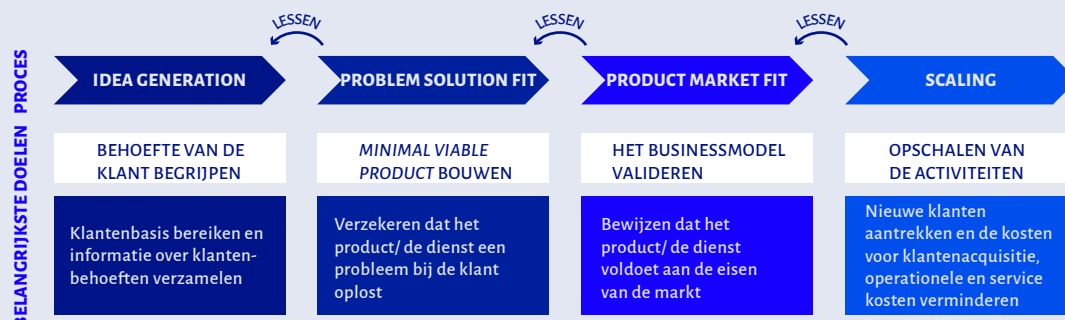 LESSEN
LESSEN
LESSEN
PROCES
IDEA GENERATION
PROBLEM SOLUTION FIT
PRODUCT MARKET FIT
SCALING
BELANGRIJKSTE DOELEN
BEHOEFTE VAN DE
KLANT BEGRIJPEN
MINIMAL VIABLE
PRODUCT BOUWEN
HET BUSINESSMODEL
VALIDEREN
OPSCHALEN VAN
DE ACTIVITEITEN
Klantenbasis bereiken en
informatie over klanten-
behoeften verzamelen
Verzekeren dat het
product/ de dienst een
probleem bij de klant
oplost
Bewijzen dat het
product/ de dienst
voldoet aan de eisen
van de markt
Nieuwe klanten
aantrekken en de kosten
voor klantenacquisitie,
operationele en service
kosten verminderen